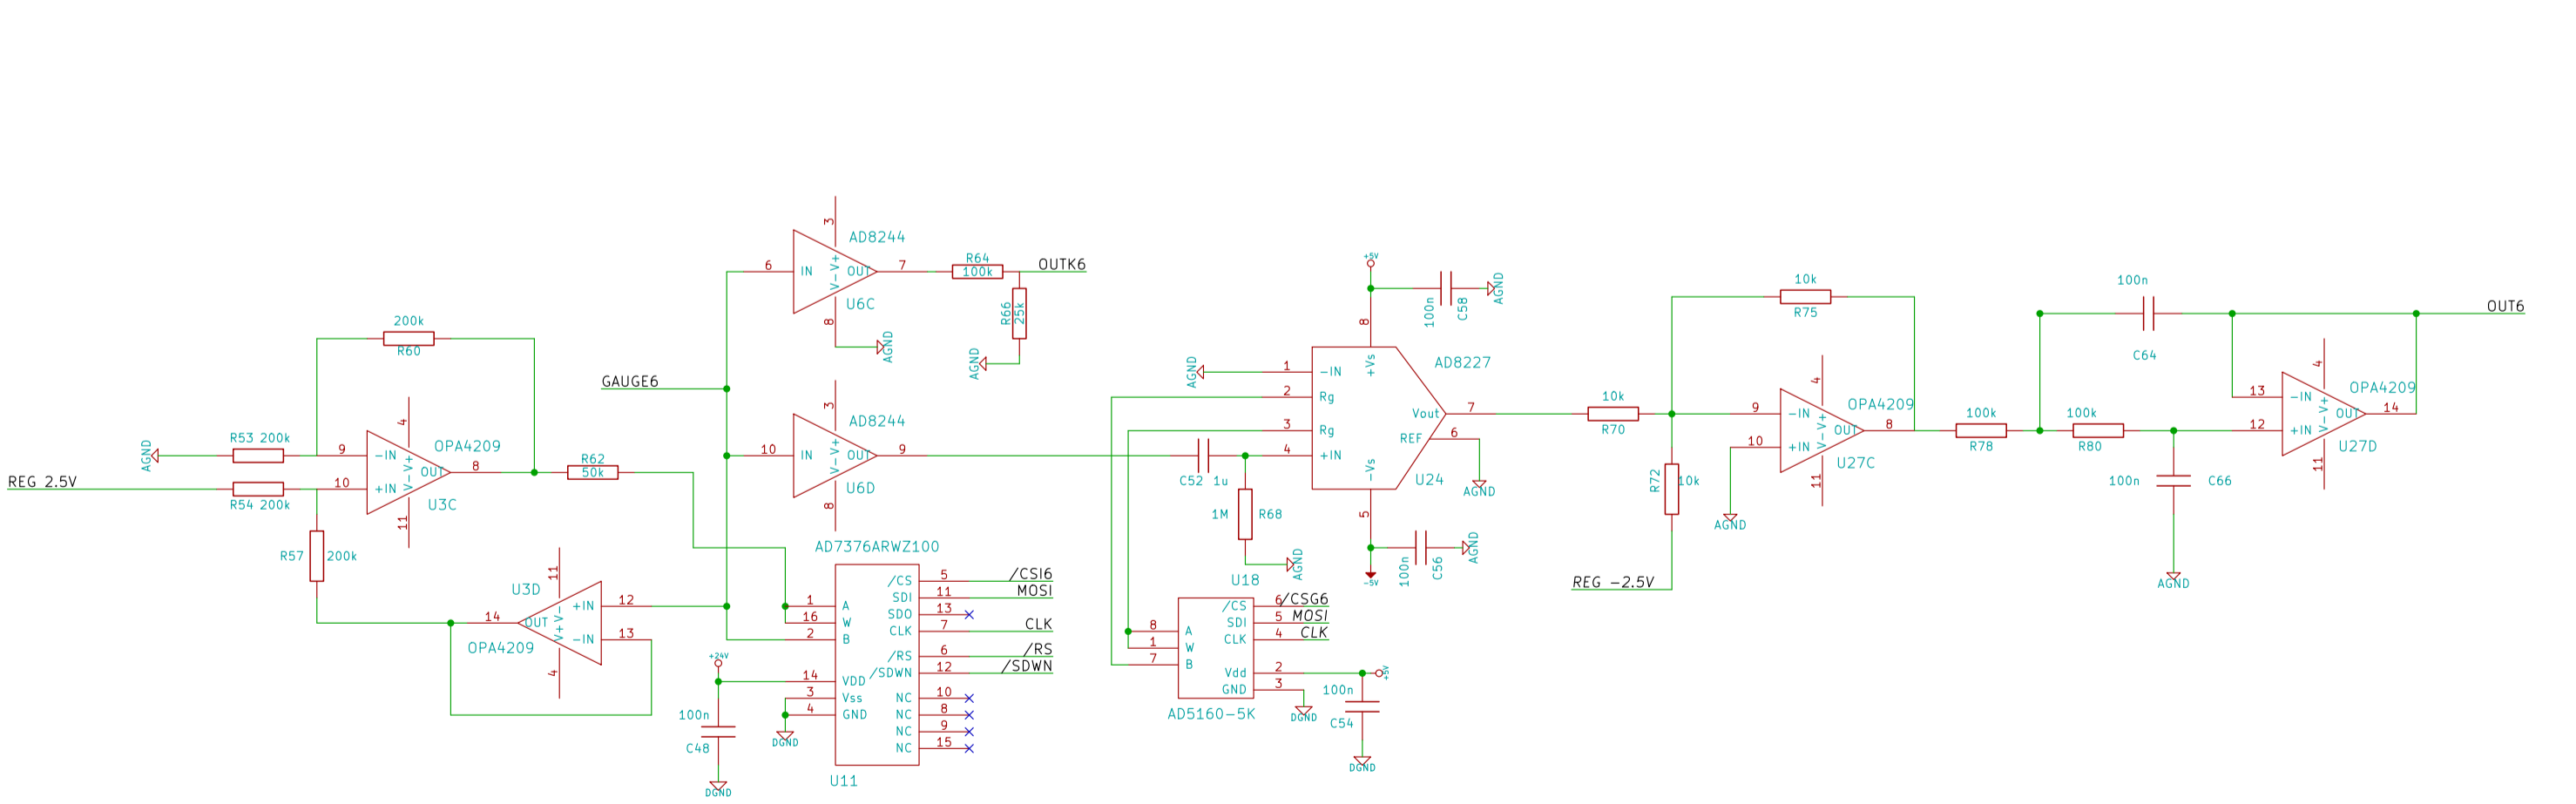 REG 2.5V
AGND
R53 200k
R54 200k
R57 200k
200k
R60
9 -IN
10 +IN
4
V+
V-
11
OUT 8
OPA4209
U3C
R62
50k
U3D
OPA4209
11
V-
V+
4
14 OUT
+IN 12
-IN 13
GAUGE6
6 IN
3
V+
V-
8
OUT 7
AD8244
U6C
AGND
R64
100k
OUTK6
R66
25k
AGND
10 IN
3
V+
V-
8
OUT 9
AD8244
U6D
AD7376ARWZ100
1 A
16 W
2 B
14 VDD
3 Vss
4 GND
/CS 5 /CSI6
SDI 11 MOSI
SDO 13
CLK 7 CLK
/RS 6 /RS
/SDWN 12 /SDWN
NC 10
NC 8
NC 9
NC 15
U11
+24V
100n
C48
DGND
DGND
C52 1u
1M R68
AGND
AGND
1 -IN
2 Rg
3 Rg
4 +IN
+5V
8
+Vs
100n
C58
AGND
AD8227
Vout 7
REF 6
U24
AGND
-Vs
5
-5V
100n
C56
AGND
U18
8 A
1 W
7 B
/CS 6 /CSG6
SDI 5 MOSI
CLK 4 CLK
Vdd 2
GND 3
AD5160-5K
DGND
+5V
100n
C54
DGND
10k
R70
R72 10k
REG -2.5V
10k
R75
9 -IN
10 +IN
4
V+
V-
11
OUT 8
OPA4209
U27C
AGND
100k
R78
100k
R80
100n
C64
100n C66
AGND
13 -IN
12 +IN
4
V+
V-
11
OUT 14
OPA4209
U27D
OUT6